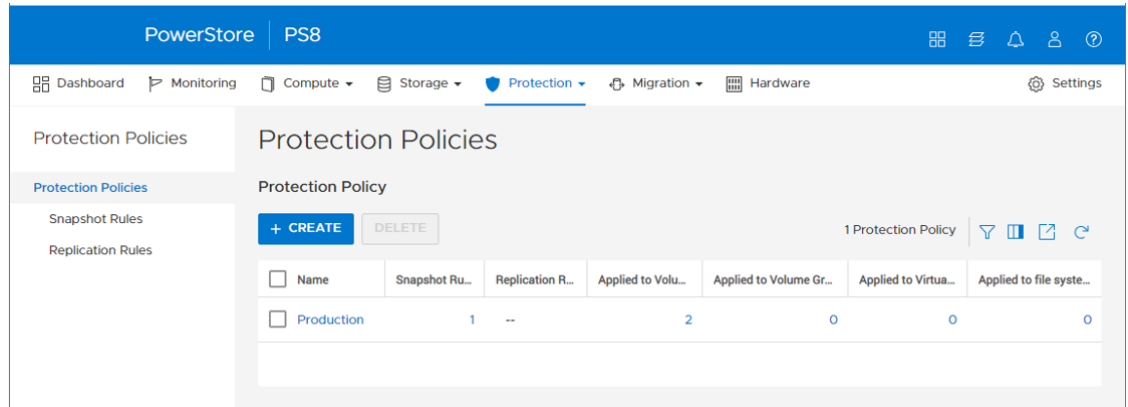 PowerStore PS8
Dashboard Monitoring Compute Storage Protection Migration Hardware Settings
Protection Policies
Protection Policies
Snapshot Rules
Replication Rules
Protection Policies
Protection Policy
+ CREATE DELETE 1 Protection Policy
Name Snapshot Ru... Replication R... Applied to Volu... Applied to Volume Gr... Applied to Virtua... Applied to file syste...
Production 1 -- 2 0 0 0